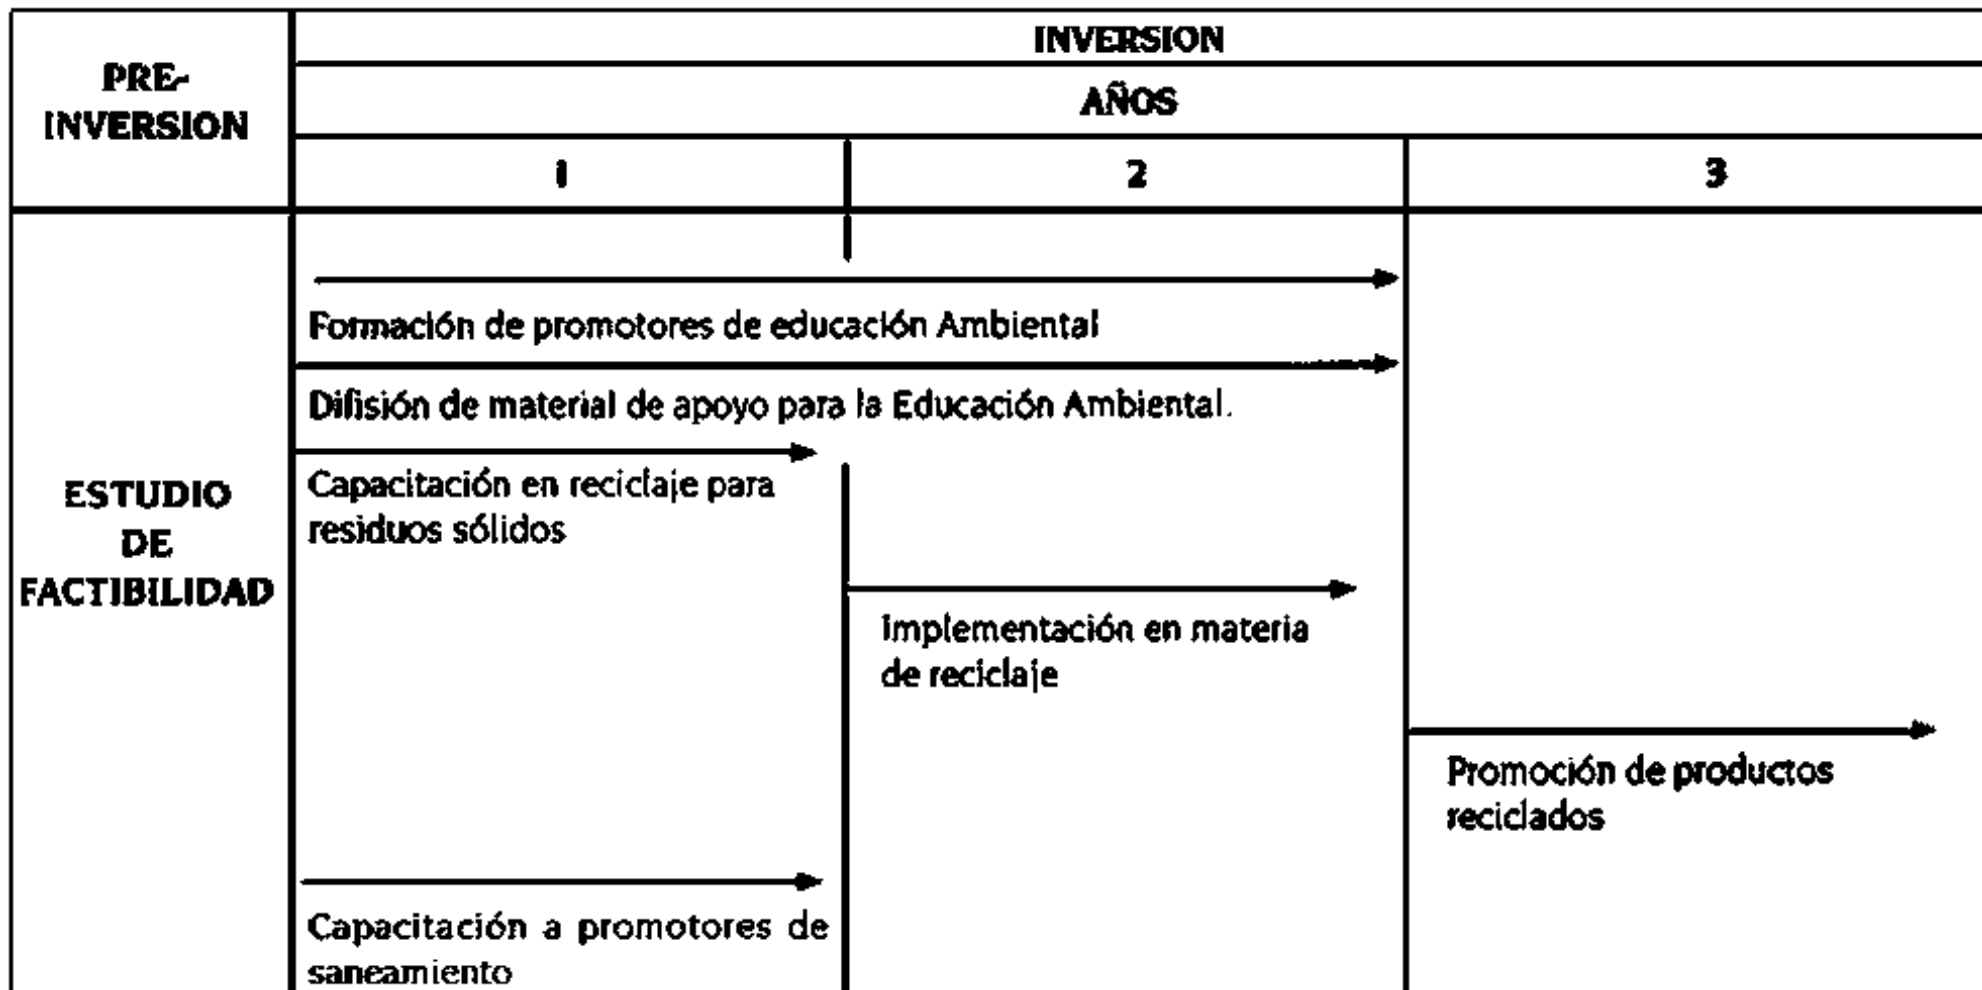 PRE-
INVERSION
INVERSION
AÑOS
1
2
3
ESTUDIO
DE
FACTIBILIDAD
Formación de promotores de educación Ambiental
Difisión de material de apoyo para la Educación Ambiental.
Capacitación en reciclaje para
residuos sólidos
Implementación en materia
de reciclaje
Promoción de productos
reciclados
Capacitación a promotores de
saneamiento